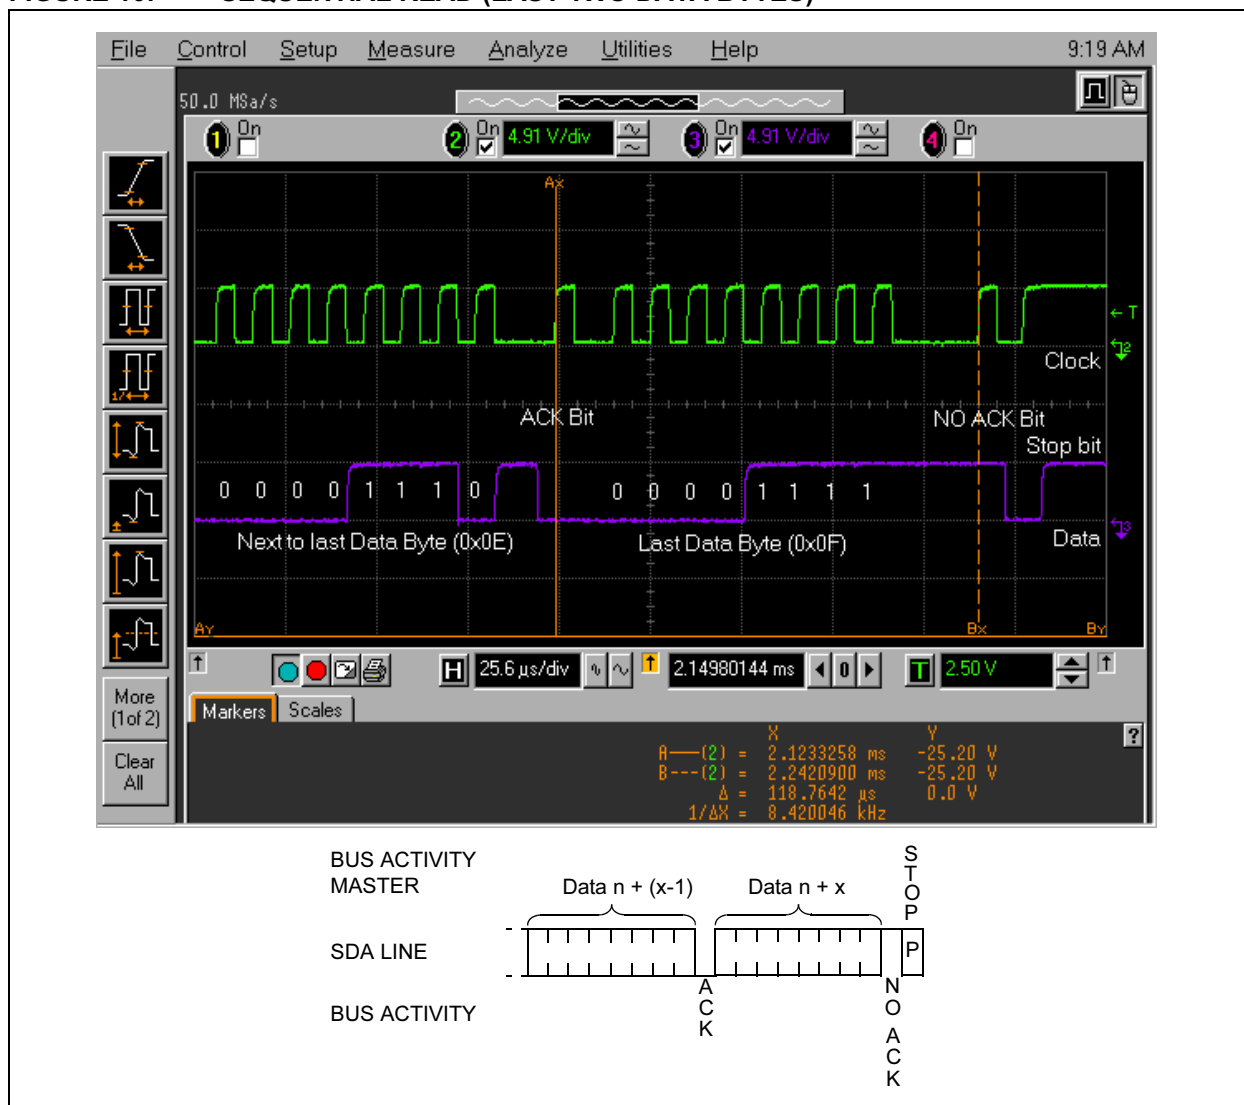 File Control Setup Measure Analyze Utilities Help 9:19 AM
50.0 MSa/s
1 On 2 On 4.91 V/div 3 On 4.91 V/div 4 On
Ax
T
2
Clock
ACK Bit NO ACK Bit
Stop bit
0 0 0 0 1 1 1 0 0 0 0 0 1 1 1 1
3
Next to last Data Byte (0x0E) Last Data Byte (0x0F) Data
Ay Bx By
H 25.6 µs/div 2.14980144 ms 0 T 2.50 V
More
(1of 2)
Clear
All
Markers Scales
?
X Y
A——(2) = 2.1233258 ms -25.20 V
B---(2) = 2.2420900 ms -25.20 V
Δ = 118.7642 µs 0.0 V
1/ΔX = 8.420046 kHz
BUS ACTIVITY
MASTER
Data n + (x-1) Data n + x
STOP
SDA LINE
P
BUS ACTIVITY
ACK
NO ACK